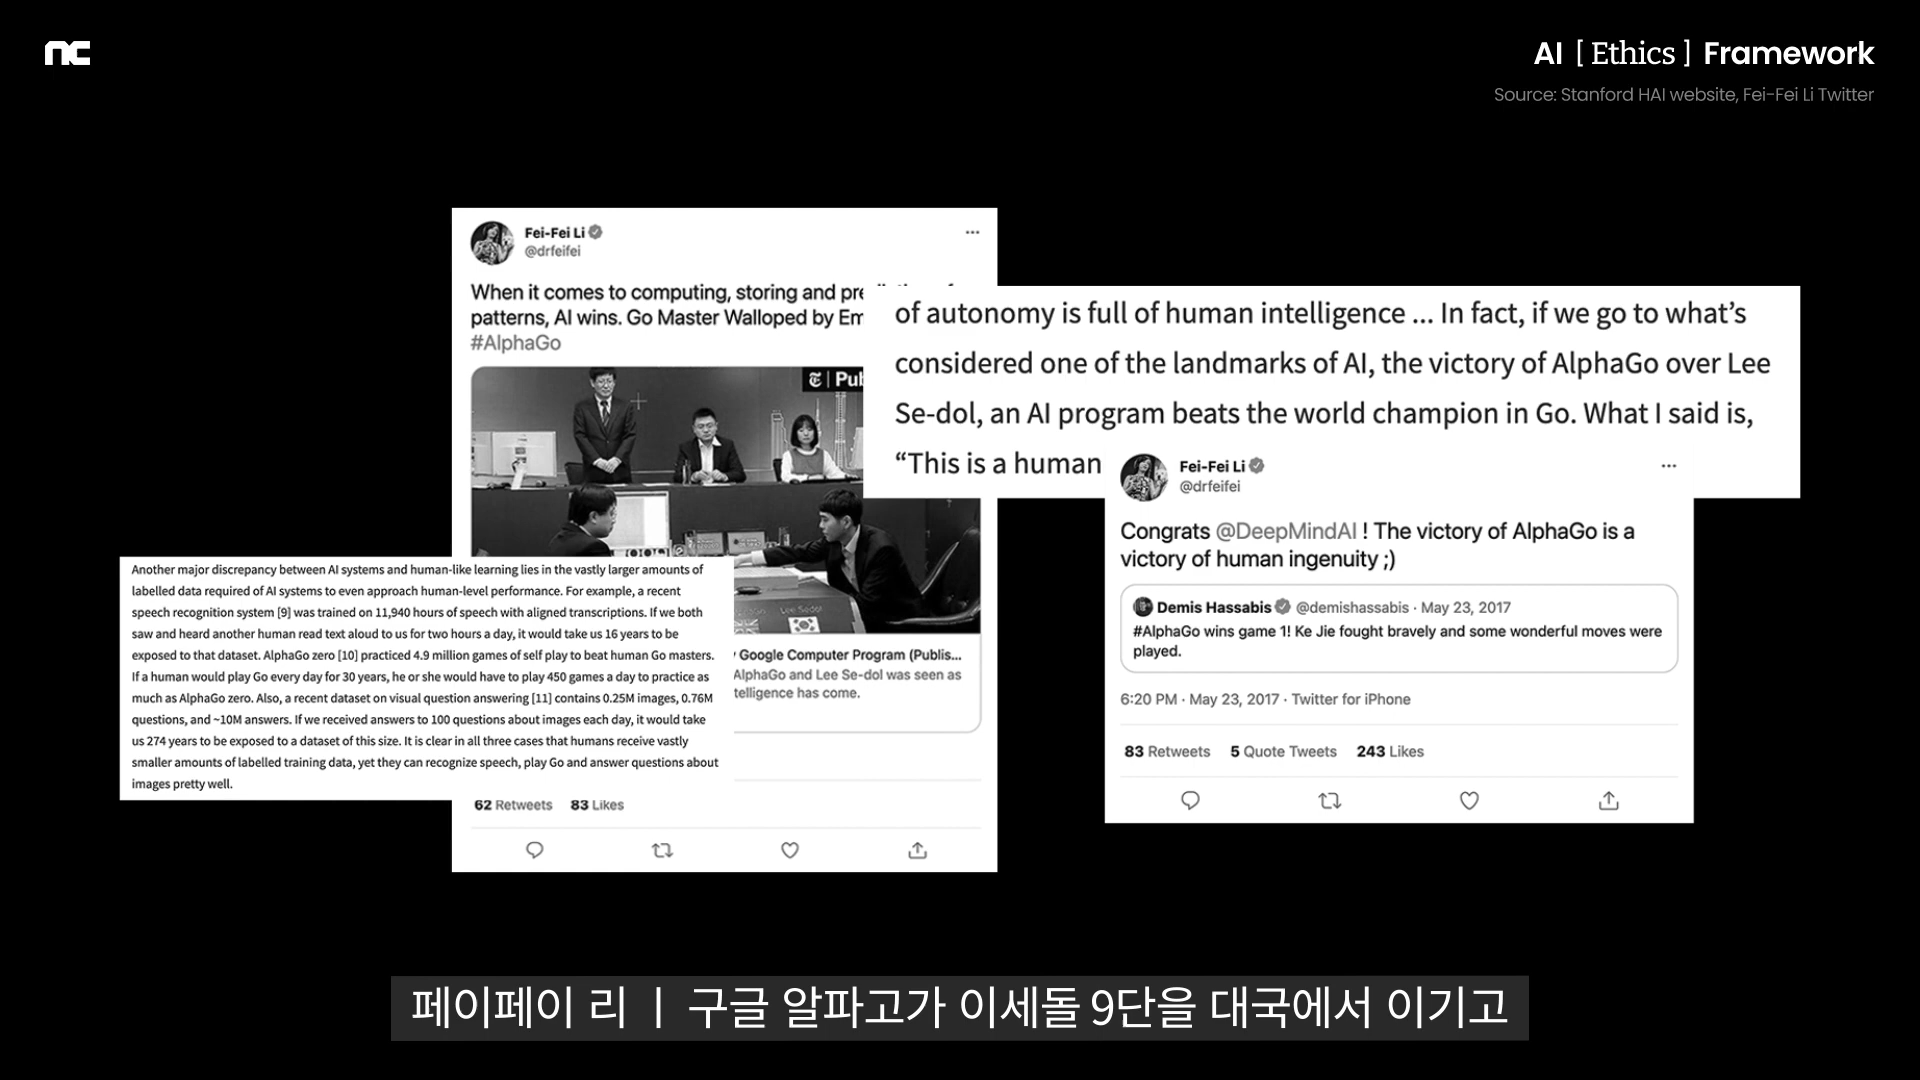 nc
AI [ Ethics ] Framework
Source: Stanford HAI website, Fei-Fei Li Twitter
Fei-Fei Li
@drfeifei
When it comes to computing, storing and
patterns, AI wins. Go Master Walloped by
#AlphaGo
Google Computer Program (Publis...
AlphaGo and Lee Se-dol was seen as
has come.
62 Retweets 83 Likes
of autonomy is full of human intelligence ... In fact, if we go to what's
considered one of the landmarks of AI, the victory of AlphaGo over Lee
Se-dol, an AI program beats the world champion in Go. What I said is,
“This is a human
Another major discrepancy between AI systems and human-like learning lies in the vastly larger amounts of
labelled data required of AI systems to even approach human-level performance. For example, a recent
speech recognition system [9] was trained on 11,940 hours of speech with aligned transcriptions. If we both
saw and heard another human read text aloud to us for two hours a day, it would take us 16 years to be
exposed to that dataset. AlphaGo zero [10] practiced 4.9 million games of self play to beat human Go masters.
If a human would play Go every day for 30 years, he or she would have to play 450 games a day to practice as
much as AlphaGo zero. Also, a recent dataset on visual question answering [11] contains 0.25M images, 0.76M
questions, and ~10M answers. If we received answers to 100 questions about images each day, it would take
us 274 years to be exposed to a dataset of this size. It is clear in all three cases that humans receive vastly
smaller amounts of labelled training data, yet they can recognize speech, play Go and answer questions about
images pretty well.
Fei-Fei Li
@drfeifei
Congrats @DeepMindAI ! The victory of AlphaGo is a
victory of human ingenuity ;)
Demis Hassabis @demishassabis · May 23, 2017
#AlphaGo wins game 1! Ke Jie fought bravely and some wonderful moves were
played.
6:20 PM · May 23, 2017 · Twitter for iPhone
83 Retweets 5 Quote Tweets 243 Likes
페이페이 리 ㅣ 구글 알파고가 이세돌 9단을 대국에서 이기고